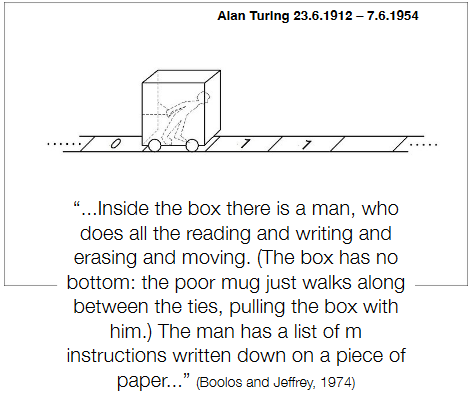 Alan Turing 23.6.1912 – 7.6.1954
...... 0 1 1 ......
“...Inside the box there is a man, who
does all the reading and writing and
erasing and moving. (The box has no
bottom: the poor mug just walks along
between the ties, pulling the box with
him.) The man has a list of m
instructions written down on a piece of
paper...” (Boolos and Jeffrey, 1974)